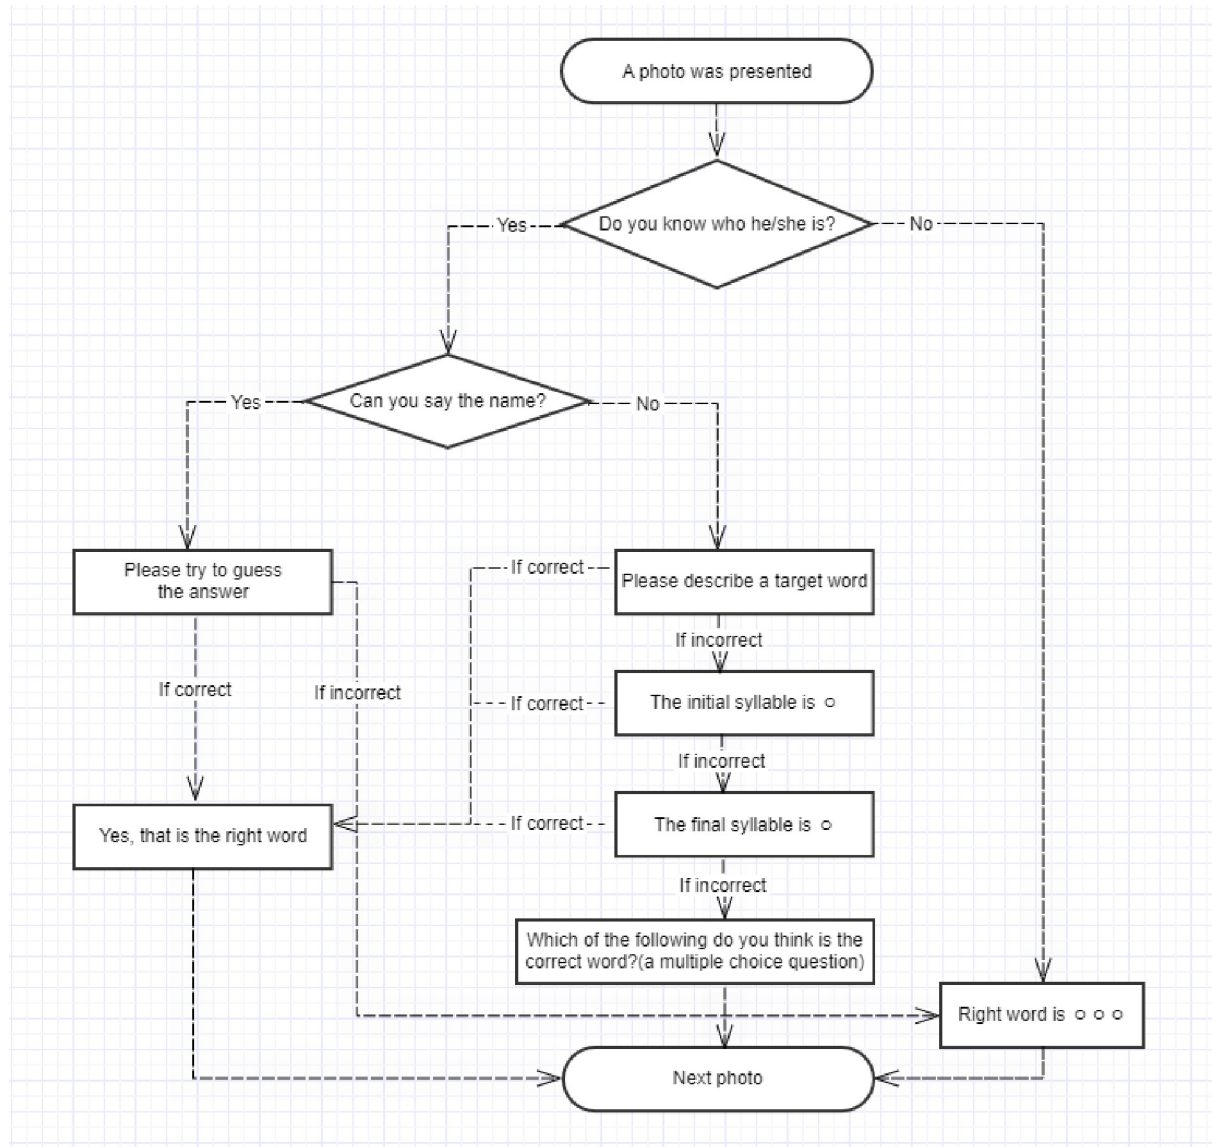 A photo was presented
Do you know who he/she is?
Yes
No
Can you say the name?
Yes
No
Please try to guess
the answer
If correct
Please describe a target word
If incorrect
If correct
If incorrect
If correct
The initial syllable is ○
If incorrect
Yes, that is the right word
If correct
The final syllable is ○
If incorrect
Which of the following do you think is the
correct word?(a multiple choice question)
Right word is ○ ○ ○
Next photo